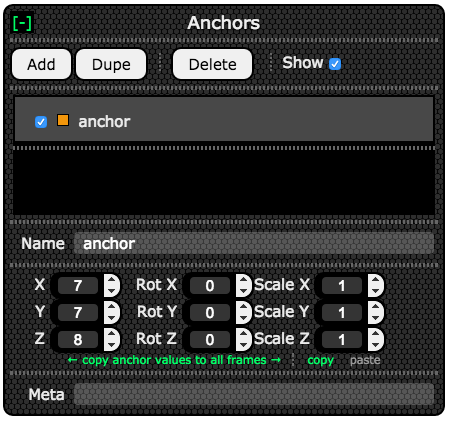 [-] Anchors
Add Dupe Delete Show
anchor
Name anchor
X 7 Rot X 0 Scale X 1
Y 7 Rot Y 0 Scale Y 1
Z 8 Rot Z 0 Scale Z 1
← copy anchor values to all frames → copy paste
Meta